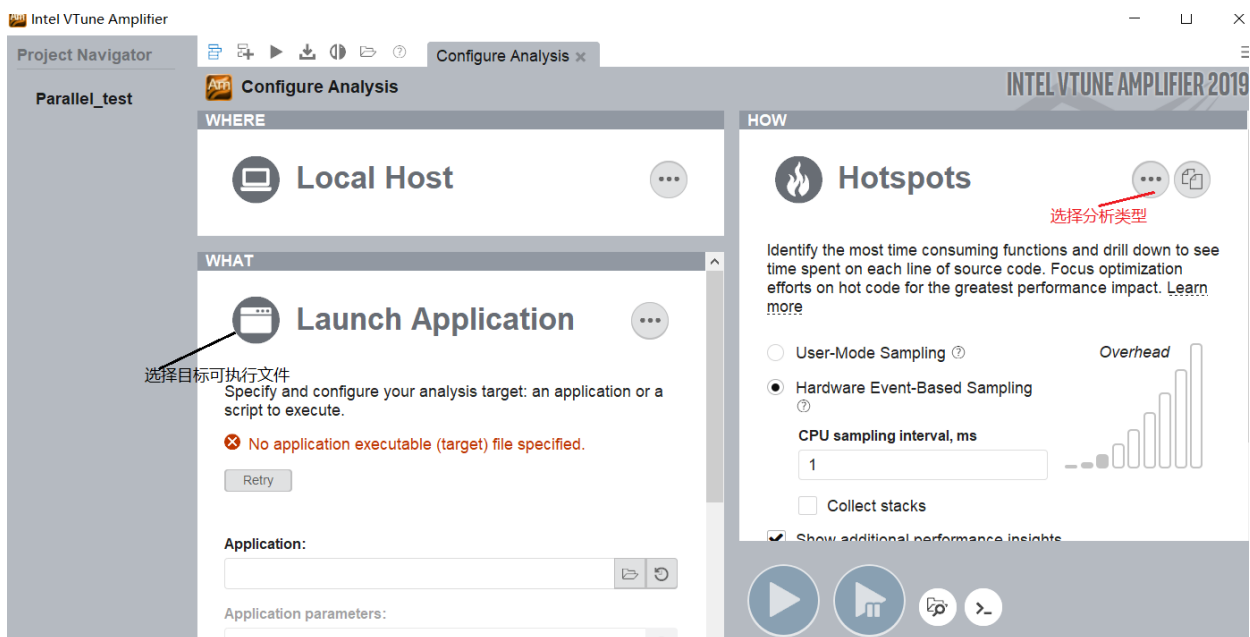 Intel VTune Amplifier
Project Navigator
Parallel_test
Configure Analysis
Configure Analysis
INTEL VTUNE AMPLIFIER 2019
WHERE
Local Host
WHAT
Launch Application
选择目标可执行文件
Specify and configure your analysis target: an application or a
script to execute.
No application executable (target) file specified.
Retry
Application:
Application parameters:
HOW
Hotspots
选择分析类型
Identify the most time consuming functions and drill down to see
time spent on each line of source code. Focus optimization
efforts on hot code for the greatest performance impact. Learn
more
User-Mode Sampling
Overhead
Hardware Event-Based Sampling
CPU sampling interval, ms
1
Collect stacks
Show additional performance insights